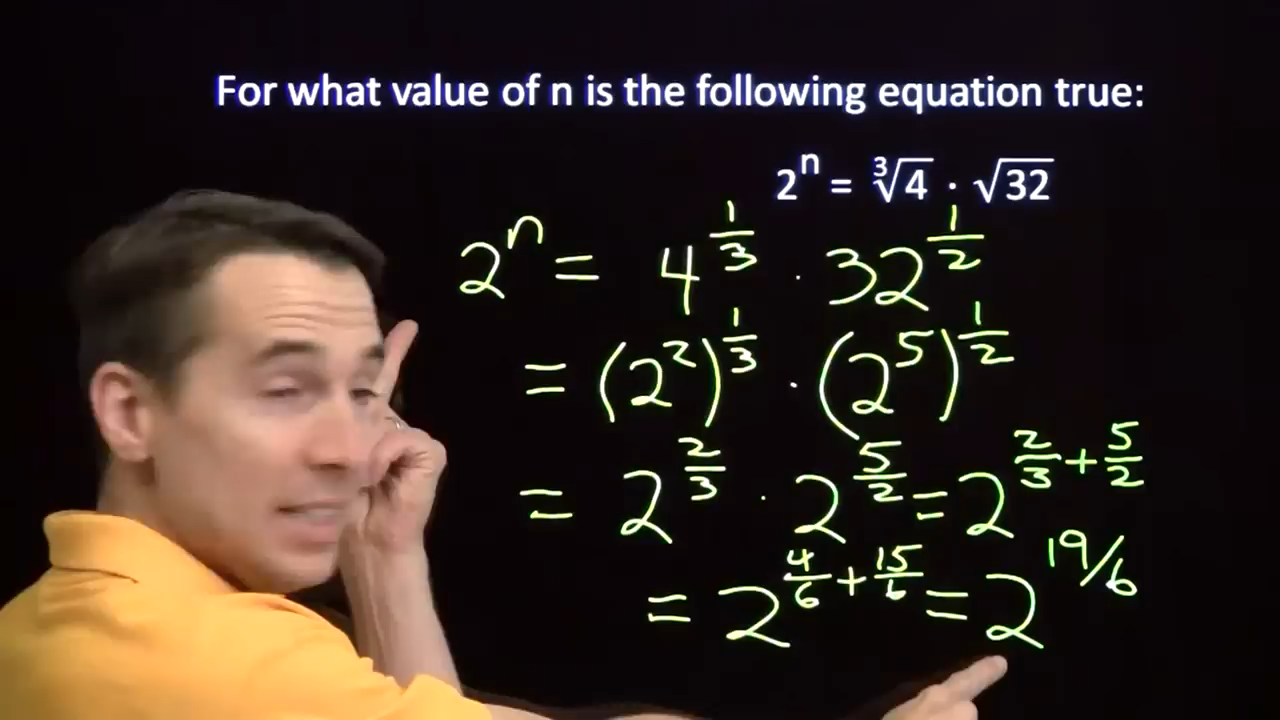 For what value of n is the following equation true:
2ⁿ = ∛4 · √32
2ⁿ = 4^(1/3) · 32^(1/2)
= (2²)^(1/3) · (2⁵)^(1/2)
= 2^(2/3) · 2^(5/2) = 2^(2/3 + 5/2)
= 2^(4/6 + 15/6) = 2^(19/6)